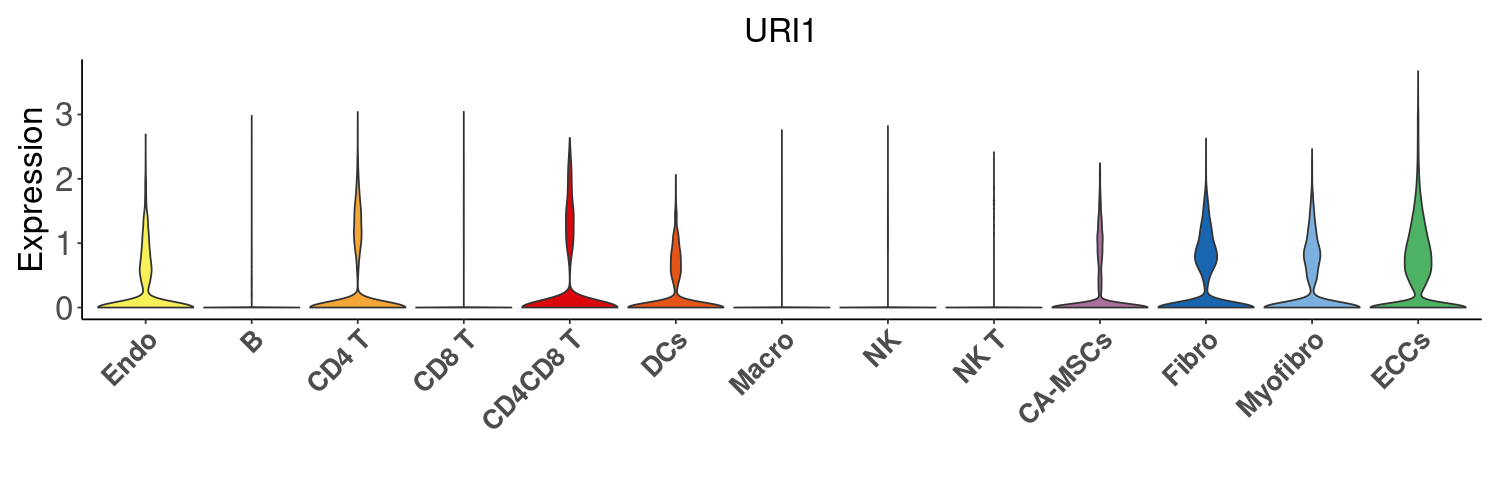 URI1
Expression
3
2
1
0
Endo
B
CD4 T
CD8 T
CD4CD8 T
DCs
Macro
NK
NK T
CA-MSCs
Fibro
Myofibro
ECCs